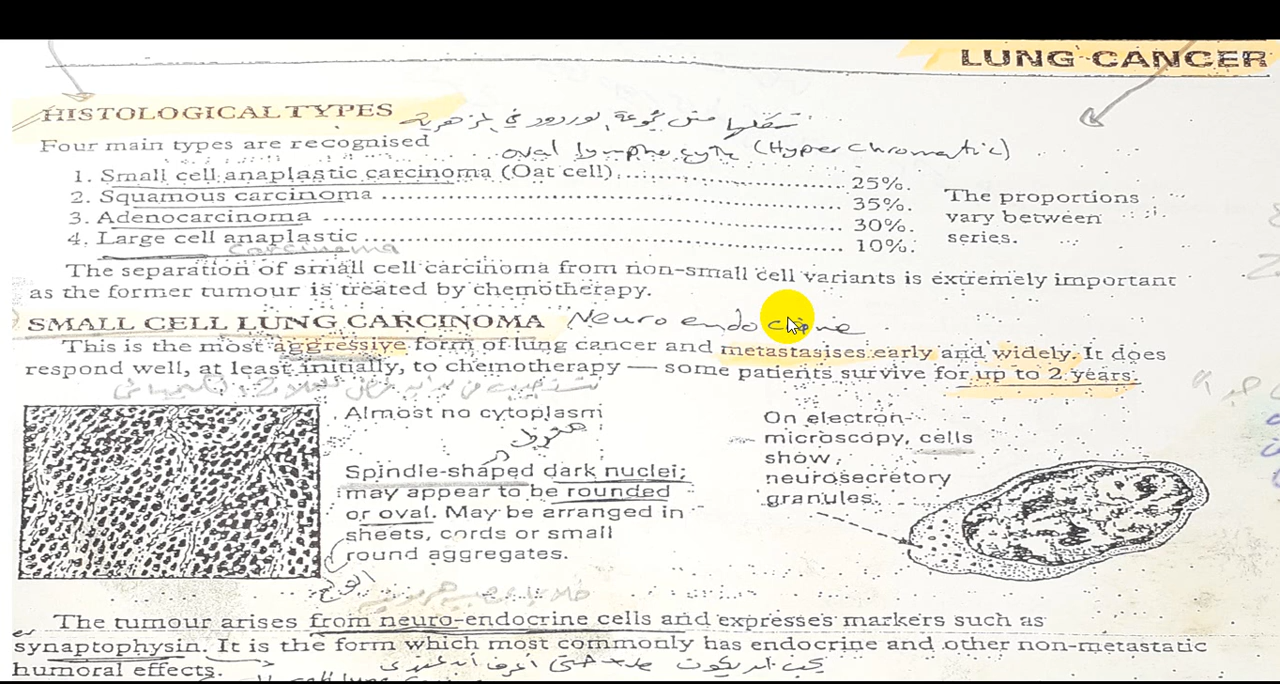 LUNG CANCER
HISTOLOGICAL TYPES
Four main types are recognised
oval lymphocyte (Hyperchromatic)
1. Small cell anaplastic carcinoma (Oat cell) .............................. 25%.
2. Squamous carcinoma ............................................................ 35%.
3. Adenocarcinoma ..................................................................... 30%.
4. Large cell anaplastic ............................................................... 10%.
carcinoma
The proportions
vary between
series.
The separation of small cell carcinoma from non-small cell variants is extremely important
as the former tumour is treated by chemotherapy.
SMALL CELL LUNG CARCINOMA Neuro endocrine
This is the most aggressive form of lung cancer and metastasises early and widely. It does
respond well, at least initially, to chemotherapy — some patients survive for up to 2 years.
Almost no cytoplasm
Spindle-shaped dark nuclei;
may appear to be rounded
or oval. May be arranged in
sheets, cords or small
round aggregates.
On electron
microscopy, cells
show
neurosecretory
granules.
The tumour arises from neuro-endocrine cells and expresses markers such as
synaptophysin. It is the form which most commonly has endocrine and other non-metastatic
humoral effects.